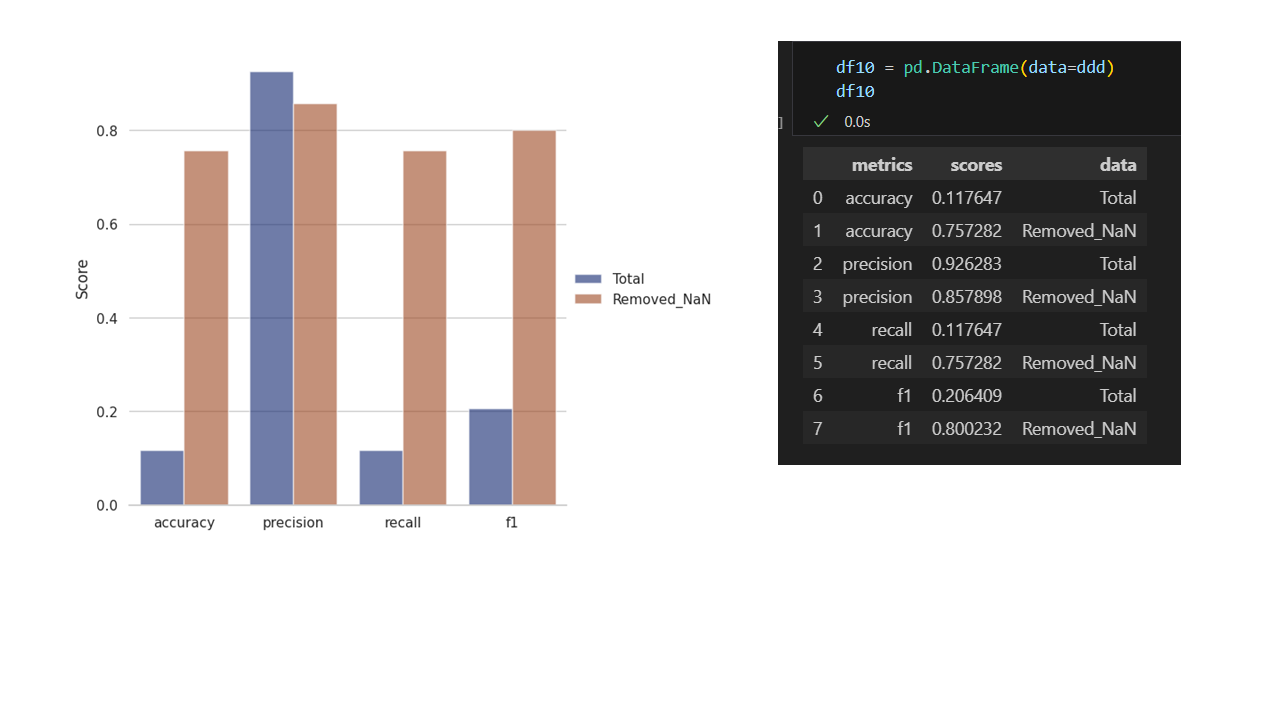 0.8
0.6
0.4
0.2
0.0
Score
accuracy precision recall f1
Total
Removed_NaN
df10 = pd.DataFrame(data=ddd)
df10
]
✓ 0.0s
metrics scores data
0 accuracy 0.117647 Total
1 accuracy 0.757282 Removed_NaN
2 precision 0.926283 Total
3 precision 0.857898 Removed_NaN
4 recall 0.117647 Total
5 recall 0.757282 Removed_NaN
6 f1 0.206409 Total
7 f1 0.800232 Removed_NaN